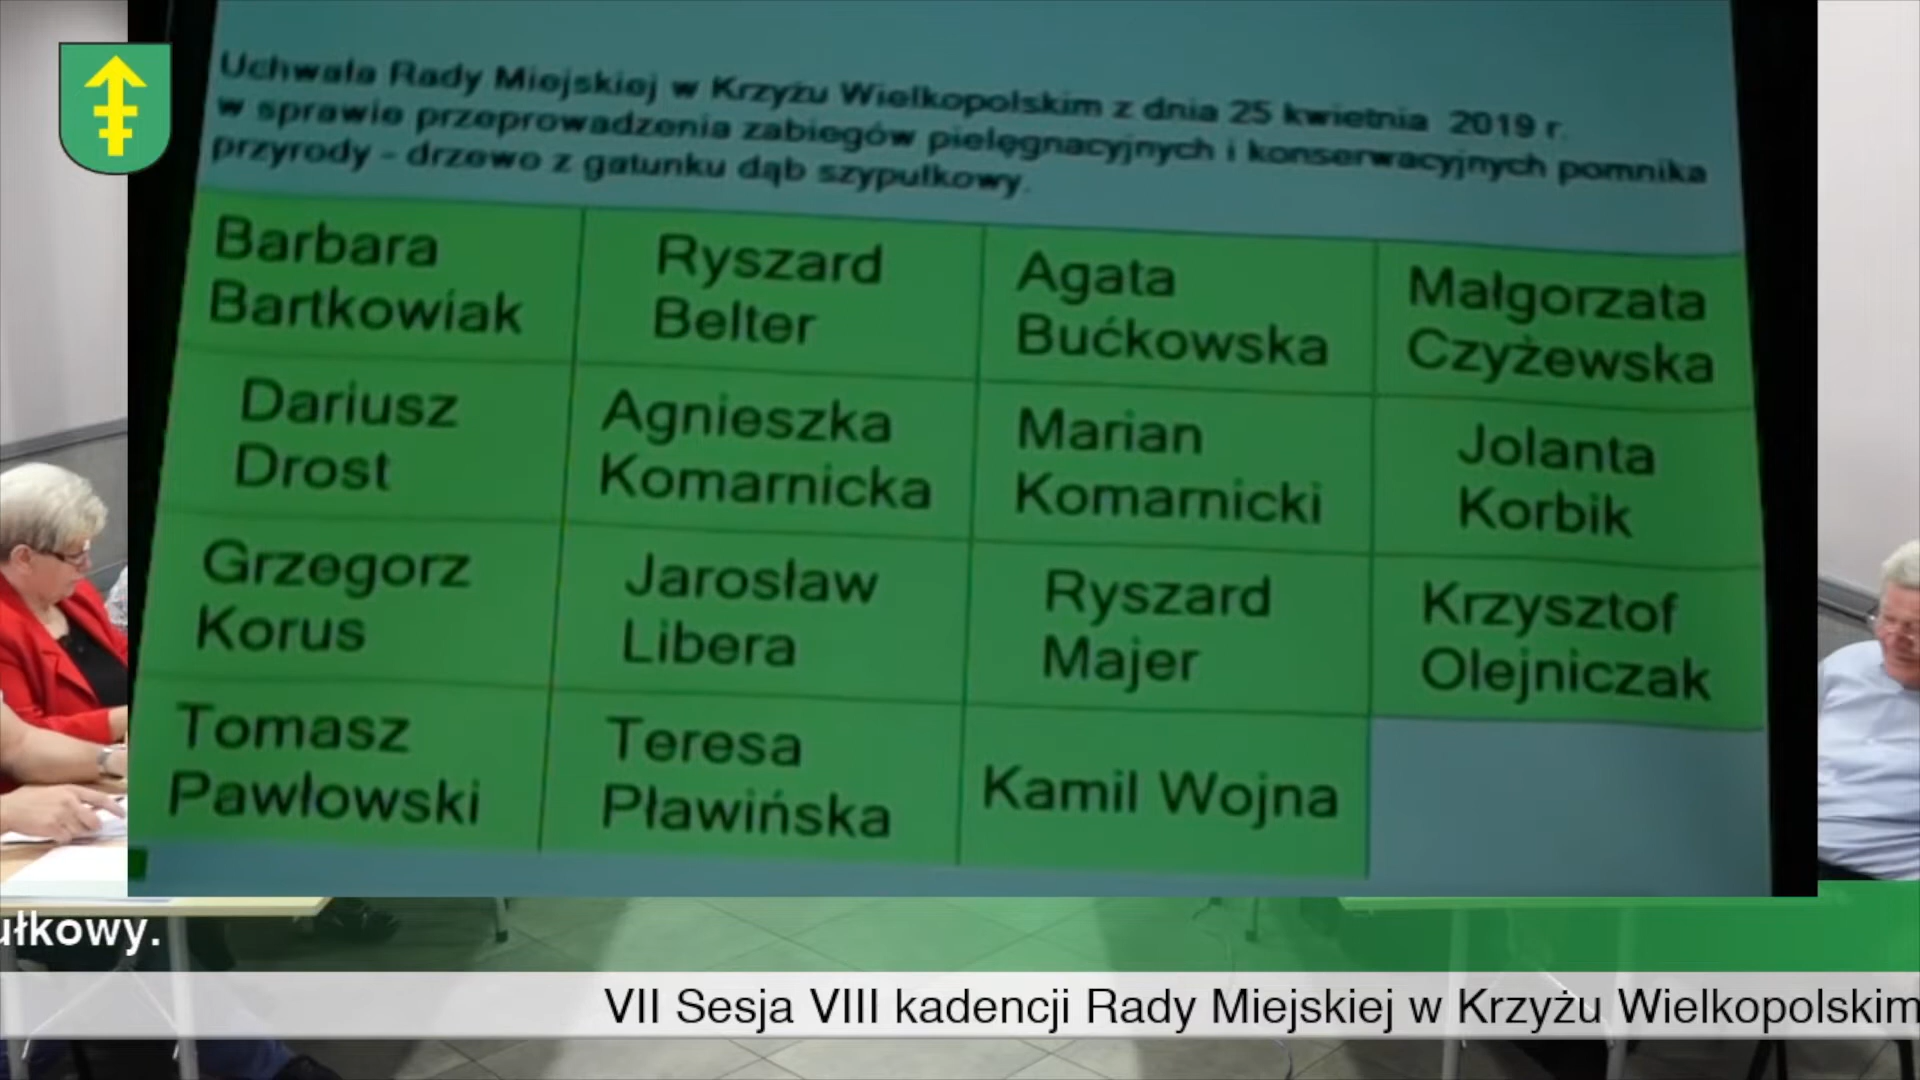 Uchwała Rady Miejskiej w Krzyżu Wielkopolskim z dnia 25 kwietnia 2019 r.
w sprawie przeprowadzenia zabiegów pielęgnacyjnych i konserwacyjnych pomnika
przyrody - drzewo z gatunku dąb szypułkowy.
Barbara
Bartkowiak
Ryszard
Belter
Agata
Bućkowska
Małgorzata
Czyżewska
Dariusz
Drost
Agnieszka
Komarnicka
Marian
Komarnicki
Jolanta
Korbik
Grzegorz
Korus
Jarosław
Libera
Ryszard
Majer
Krzysztof
Olejniczak
Tomasz
Pawłowski
Teresa
Pławińska
Kamil Wojna
ułkowy.
VII Sesja VIII kadencji Rady Miejskiej w Krzyżu Wielkopolskim